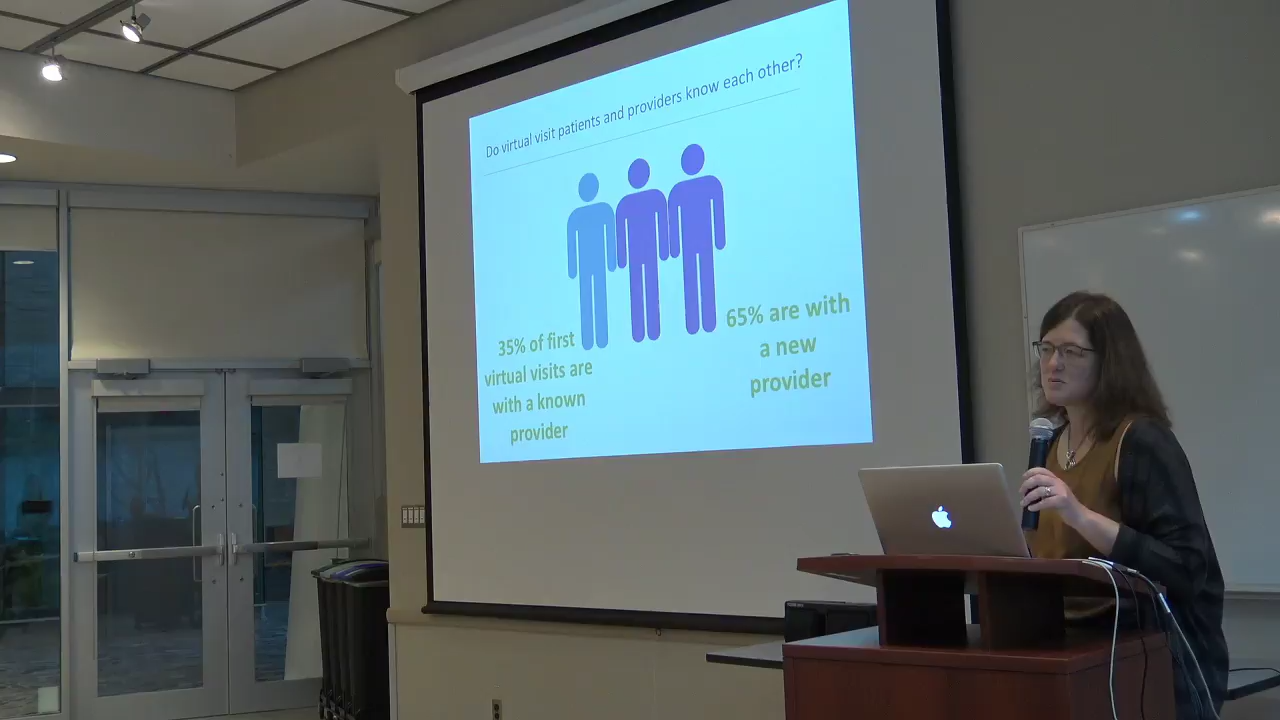 Do virtual visit patients and providers know each other?
35% of first
virtual visits are
with a known
provider
65% are with
a new
provider